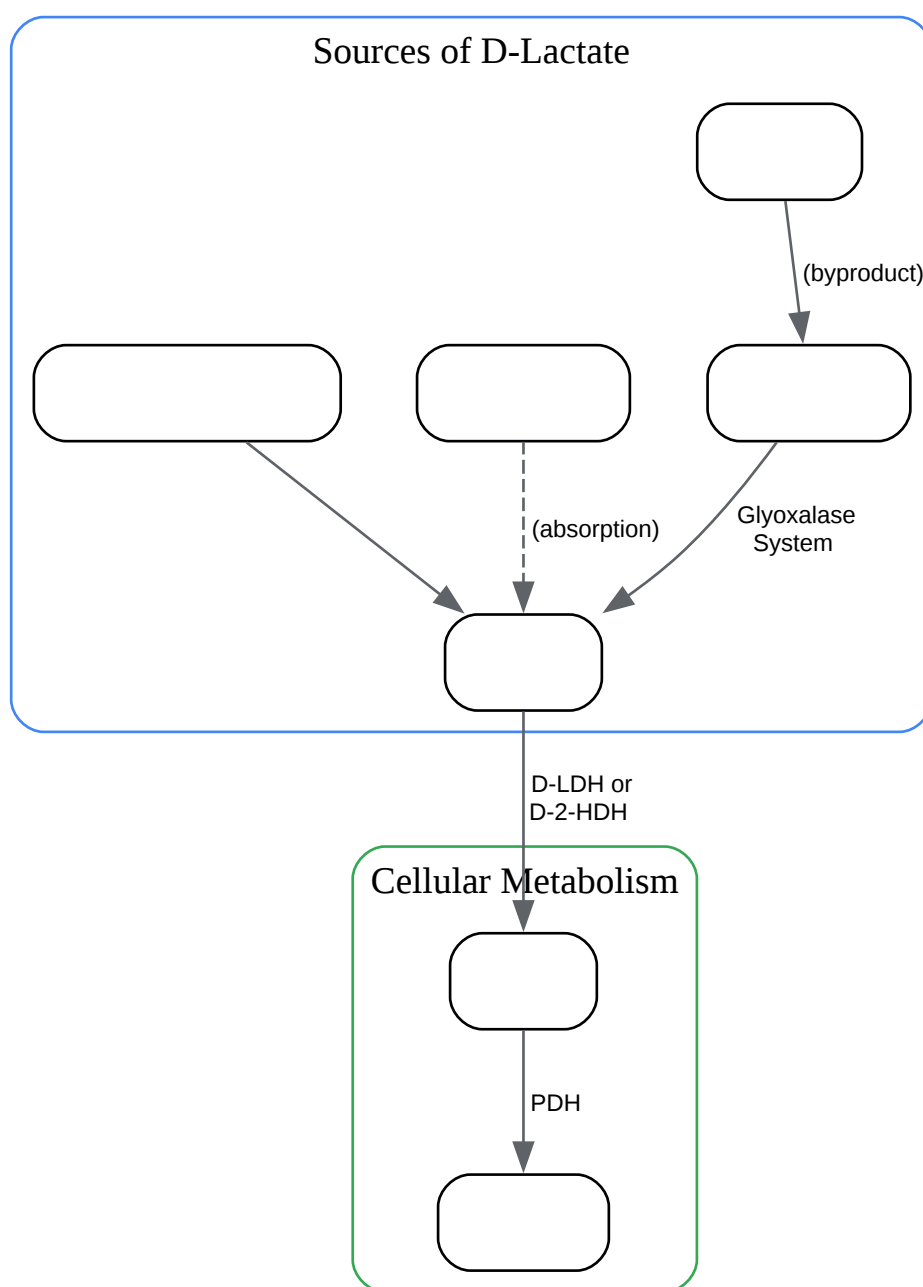 Sources of D-Lactate
(byproduct)
(absorption)
Glyoxalase
System
D-LDH or
D-2-HDH
Cellular Metabolism
PDH